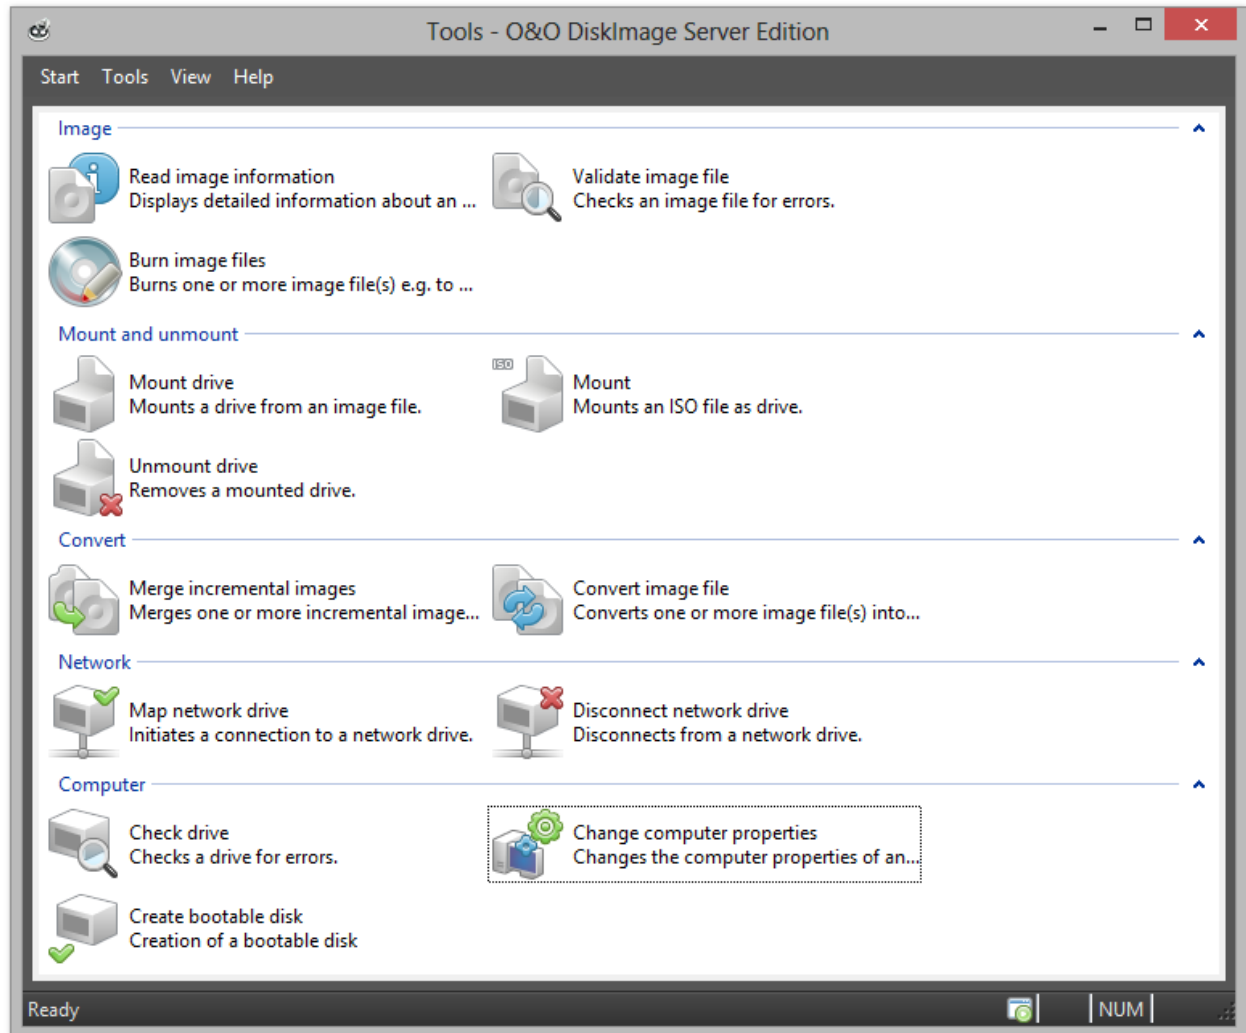 Tools - O&O DiskImage Server Edition
Start Tools View Help
Image
Read image information
Displays detailed information about an ...
Validate image file
Checks an image file for errors.
Burn image files
Burns one or more image file(s) e.g. to ...
Mount and unmount
Mount drive
Mounts a drive from an image file.
ISO
Mount
Mounts an ISO file as drive.
Unmount drive
Removes a mounted drive.
Convert
Merge incremental images
Merges one or more incremental image...
Convert image file
Converts one or more image file(s) into...
Network
Map network drive
Initiates a connection to a network drive.
Disconnect network drive
Disconnects from a network drive.
Computer
Check drive
Checks a drive for errors.
Change computer properties
Changes the computer properties of an...
Create bootable disk
Creation of a bootable disk
Ready
NUM